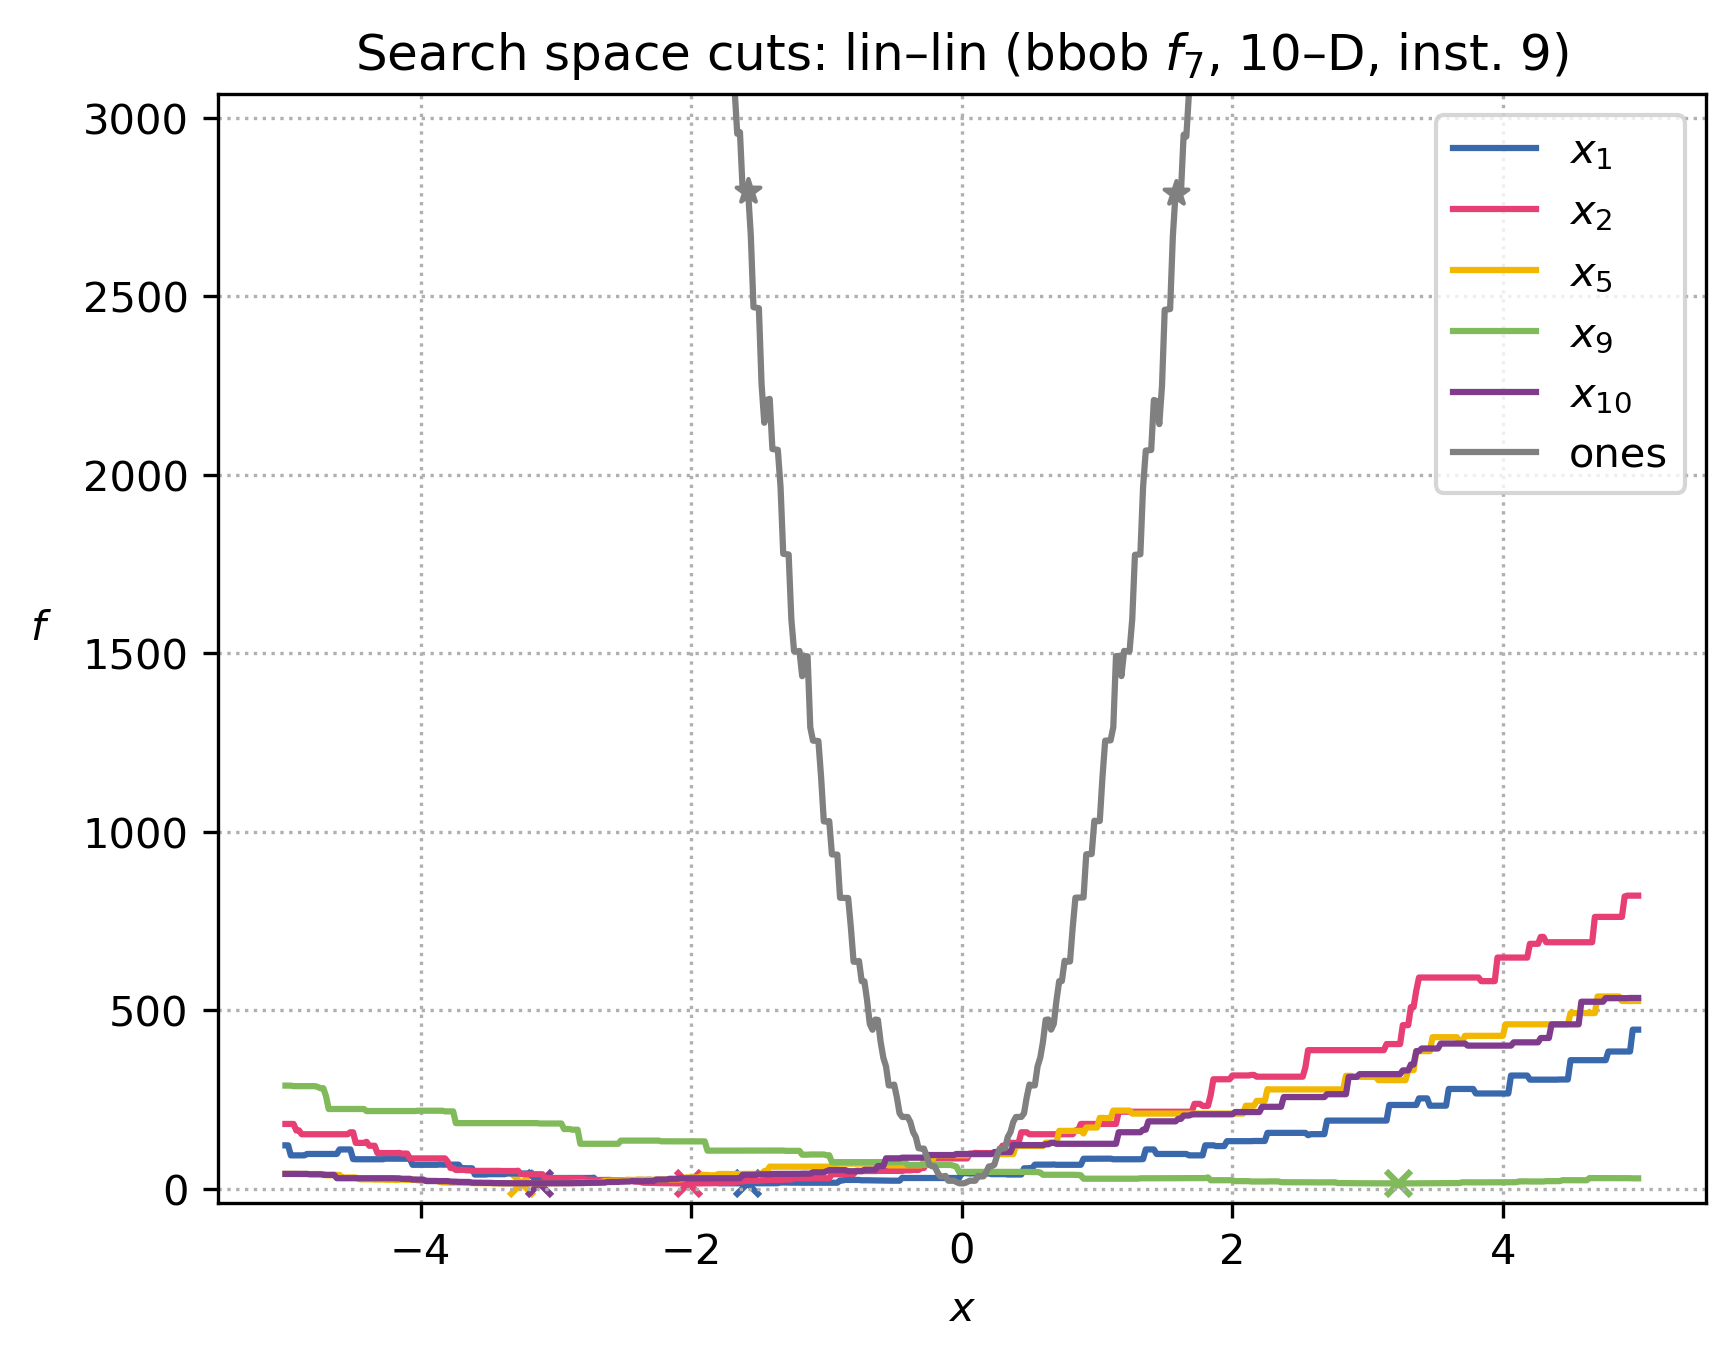 Search space cuts: lin–lin (bbob f₇, 10–D, inst. 9)
3000
2500
2000
1500
1000
500
0
f
x₁
x₂
x₅
x₉
x₁₀
ones
−4
−2
0
2
4
x